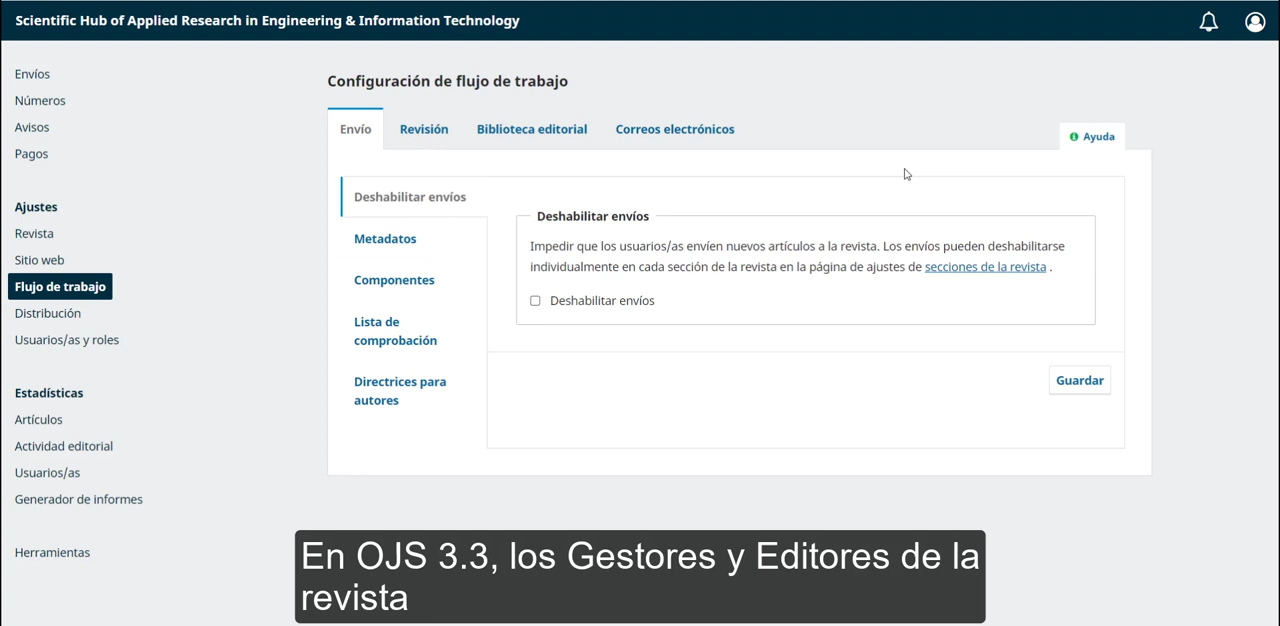 Scientific Hub of Applied Research in Engineering & Information Technology
Envíos
Números
Avisos
Pagos
Ajustes
Revista
Sitio web
Flujo de trabajo
Distribución
Usuarios/as y roles
Estadísticas
Artículos
Actividad editorial
Usuarios/as
Generador de informes
Herramientas
Configuración de flujo de trabajo
Envío
Revisión
Biblioteca editorial
Correos electrónicos
Ayuda
Deshabilitar envíos
Metadatos
Componentes
Lista de
comprobación
Directrices para
autores
Deshabilitar envíos
Impedir que los usuarios/as envíen nuevos artículos a la revista. Los envíos pueden deshabilitarse
individualmente en cada sección de la revista en la página de ajustes de secciones de la revista .
Deshabilitar envíos
Guardar
En OJS 3.3, los Gestores y Editores de la
revista